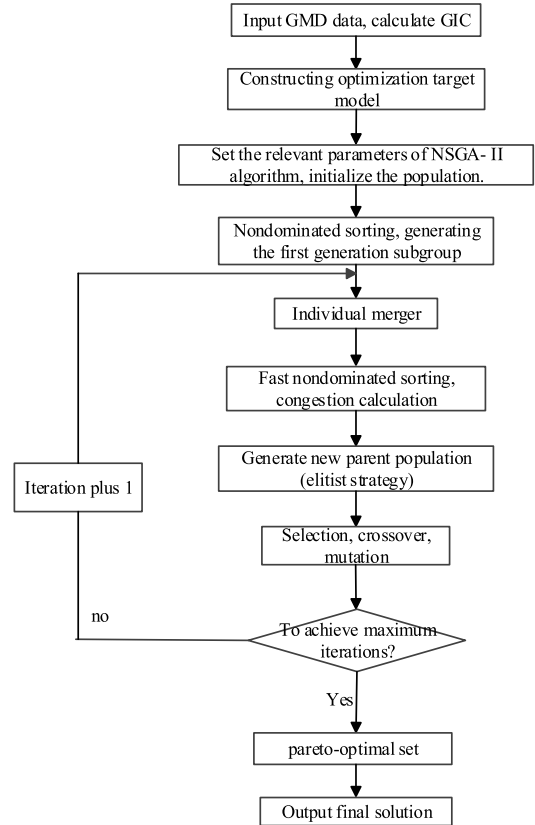 Input GMD data, calculate GIC
Constructing optimization target
model
Set the relevant parameters of NSGA- II
algorithm, initialize the population.
Nondominated sorting, generating
the first generation subgroup
Individual merger
Fast nondominated sorting,
congestion calculation
Generate new parent population
(elitist strategy)
Iteration plus 1
Selection, crossover,
mutation
no
To achieve maximum
iterations?
Yes
pareto-optimal set
Output final solution